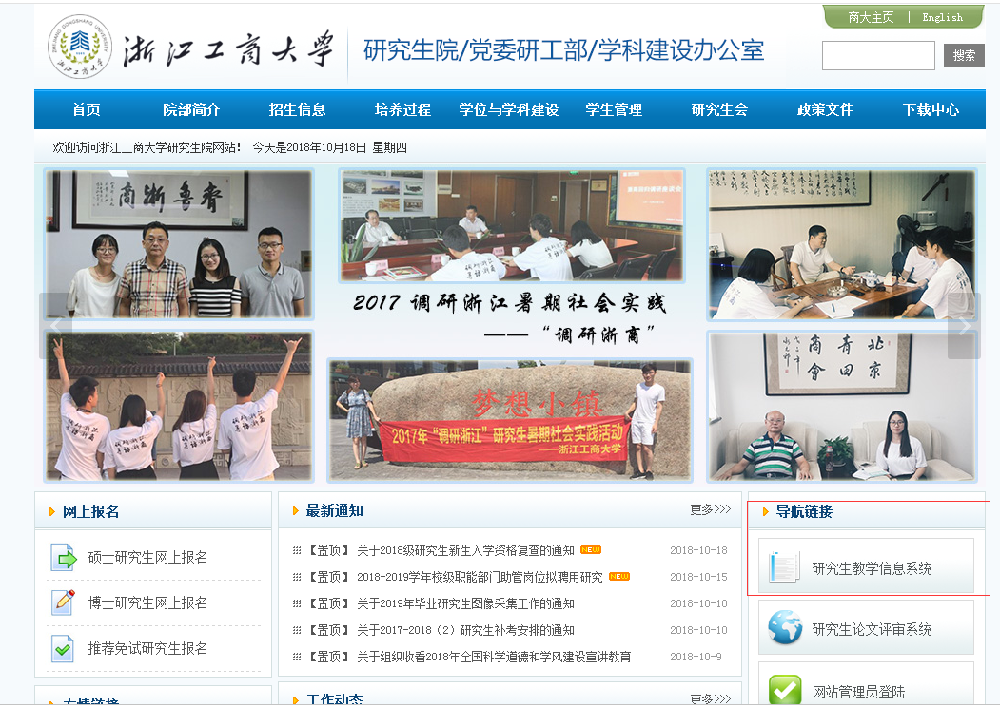 商大主页 | English
浙江工商大学
研究生院/党委研工部/学科建设办公室
搜索
首页 院部简介 招生信息 培养过程 学位与学科建设 学生管理 研究生会 政策文件 下载中心
欢迎访问浙江工商大学研究生院网站! 今天是2018年10月18日 星期四
商浙魯齊
2017 调研浙江暑期社会实践
——“调研浙商”
梦想小镇
2017年“调研浙江”研究生暑期社会实践活动
浙江工商大学
北京
青田
商會
网上报名
硕士研究生网上报名
博士研究生网上报名
推荐免试研究生报名
友情链接
最新通知 更多>>>
【置顶】 关于2018级研究生新生入学资格复查的通知 NEW 2018-10-18
【置顶】 2018-2019学年校级职能部门助管岗位拟聘用研究 NEW 2018-10-15
【置顶】 关于2019年毕业研究生图像采集工作的通知 2018-10-10
【置顶】 关于2017-2018（2）研究生补考安排的通知 2018-10-10
【置顶】 关于组织收看2018年全国科学道德和学风建设宣讲教育 2018-10-9
工作动态 更多>>>
导航链接
研究生教学信息系统
研究生论文评审系统
网站管理员登陆